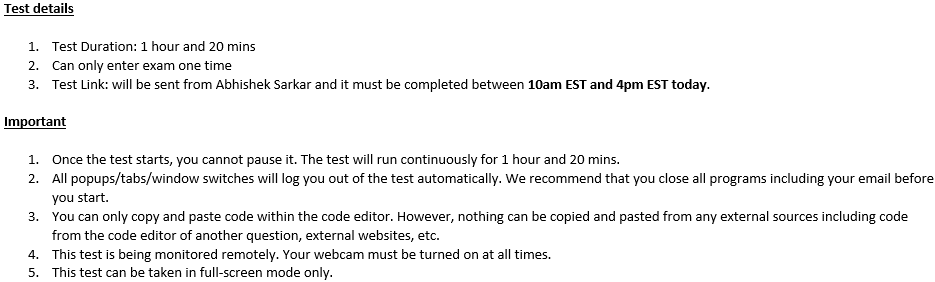 Test details
1. Test Duration: 1 hour and 20 mins
2. Can only enter exam one time
3. Test Link: will be sent from Abhishek Sarkar and it must be completed between 10am EST and 4pm EST today.
Important
1. Once the test starts, you cannot pause it. The test will run continuously for 1 hour and 20 mins.
2. All popups/tabs/window switches will log you out of the test automatically. We recommend that you close all programs including your email before
you start.
3. You can only copy and paste code within the code editor. However, nothing can be copied and pasted from any external sources including code
from the code editor of another question, external websites, etc.
4. This test is being monitored remotely. Your webcam must be turned on at all times.
5. This test can be taken in full-screen mode only.